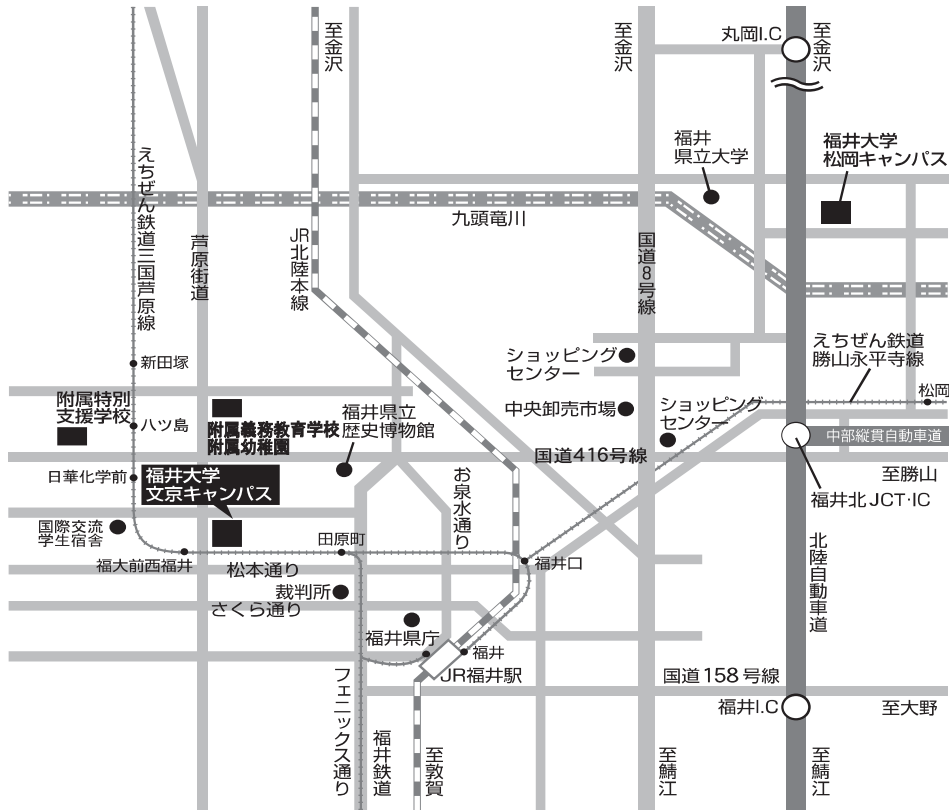 至金沢
至金沢
丸岡I.C
至金沢
福井
県立大学
福井大学
松岡キャンパス
えちぜん鉄道三国芦原線
芦原街道
JR北陸本線
九頭竜川
国道8号線
新田塚
えちぜん鉄道
勝山永平寺線
ショッピング
センター
松岡
附属特別
支援学校
八ツ島
附属義務教育学校
附属幼稚園
福井県立
歴史博物館
中央卸売市場
ショッピング
センター
中部縦貫自動車道
国道416号線
至勝山
日華化学前
福井大学
文京キャンパス
お泉水通り
福井北JCT・IC
国際交流
学生宿舎
田原町
福大前西福井
松本通り
福井口
北陸自動車道
裁判所
さくら通り
福井県庁
福井
JR福井駅
国道158号線
福井I.C
至大野
フェニックス通り
福井鉄道
至敦賀
至鯖江
至鯖江